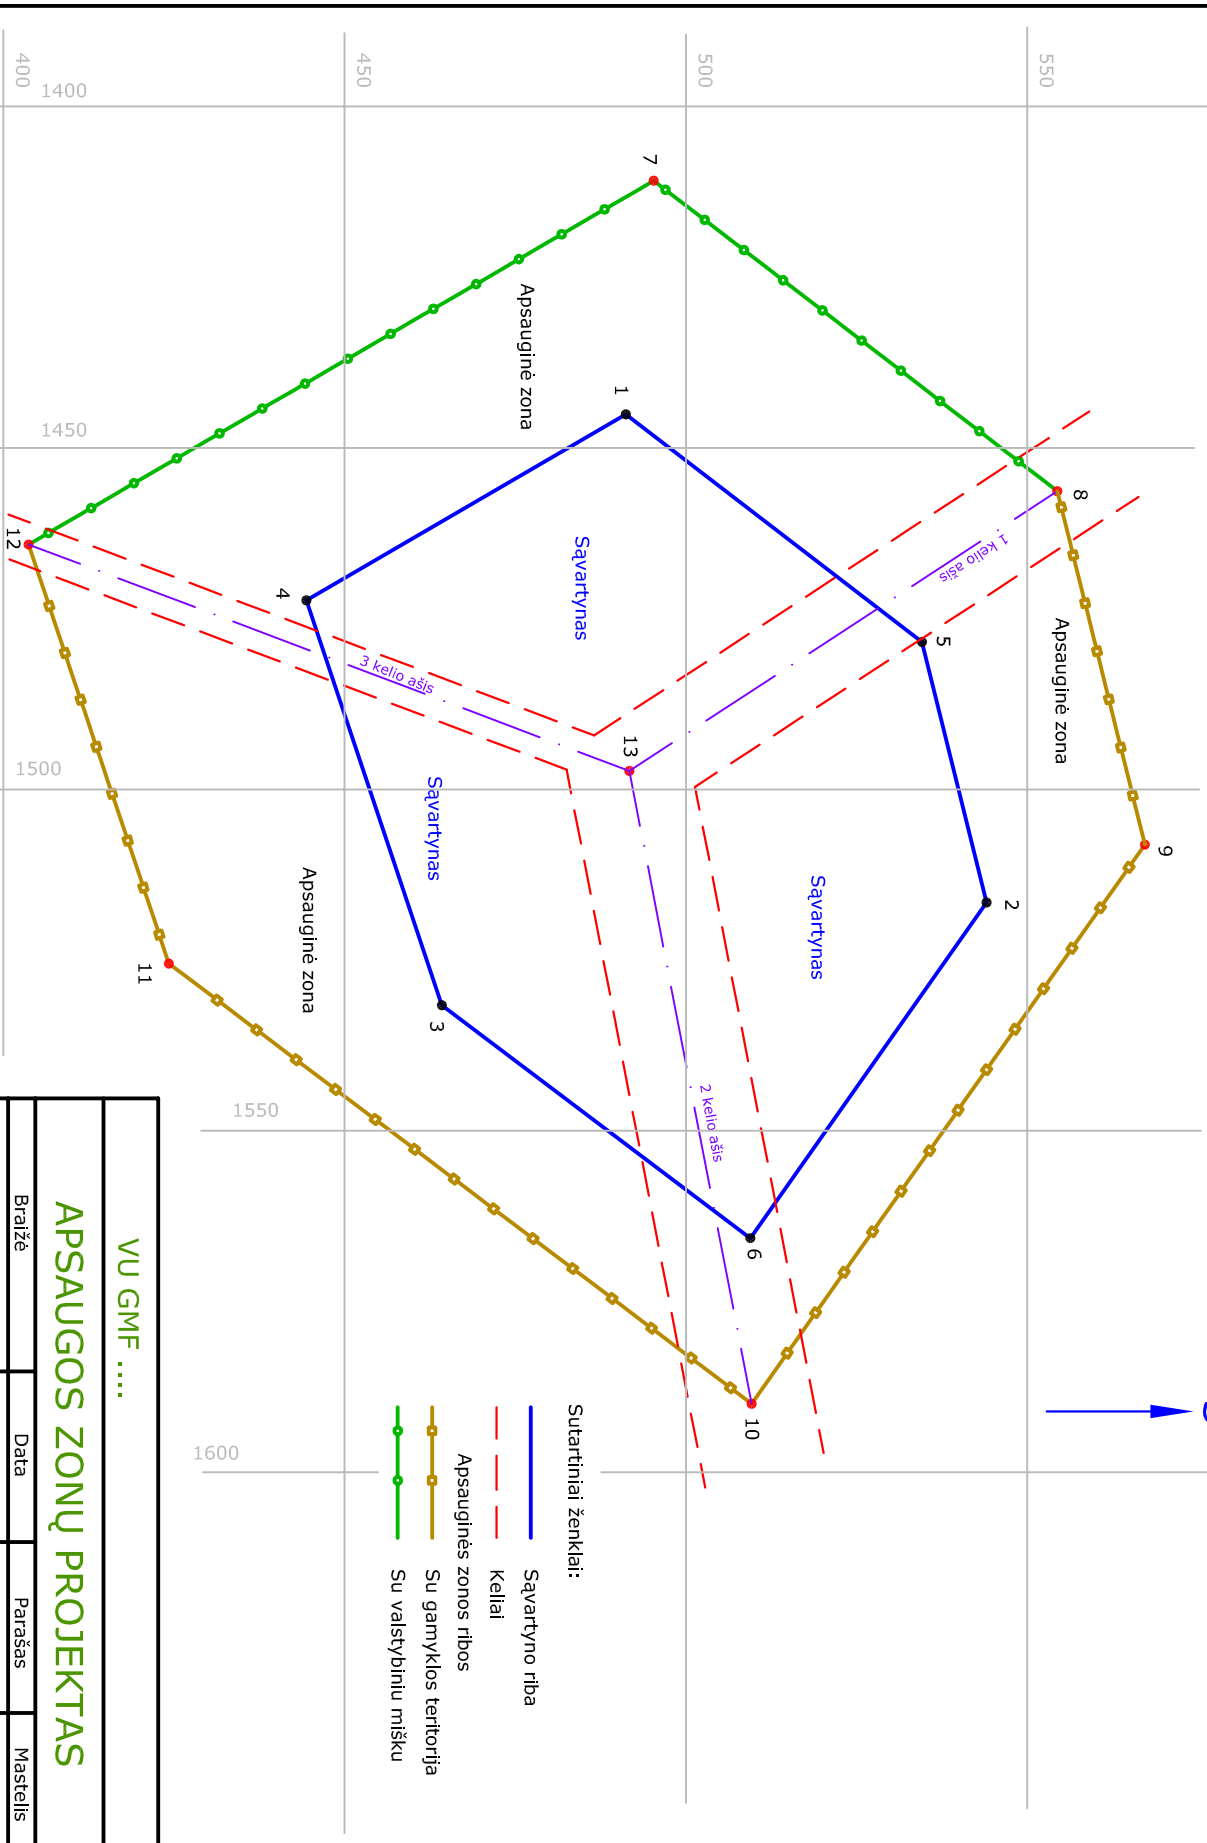 400
450
500
550
1400
1450
1500
1550
1600
7
8
9
10
11
12
13
1
2
3
4
5
6
Apsauginė zona
Apsauginė zona
Apsauginė zona
Sąvartynas
Sąvartynas
Sąvartynas
1 kelio ašis
2 kelio ašis
3 kelio ašis
Sutartiniai ženklai:
Sąvartyno riba
Keliai
Apsauginės zonos ribos
Su gamyklos teritorija
Su valstybiniu mišku
VU GMF .....
APSAUGOS ZONŲ PROJEKTAS
Braižė
Data
Parašas
Mastelis